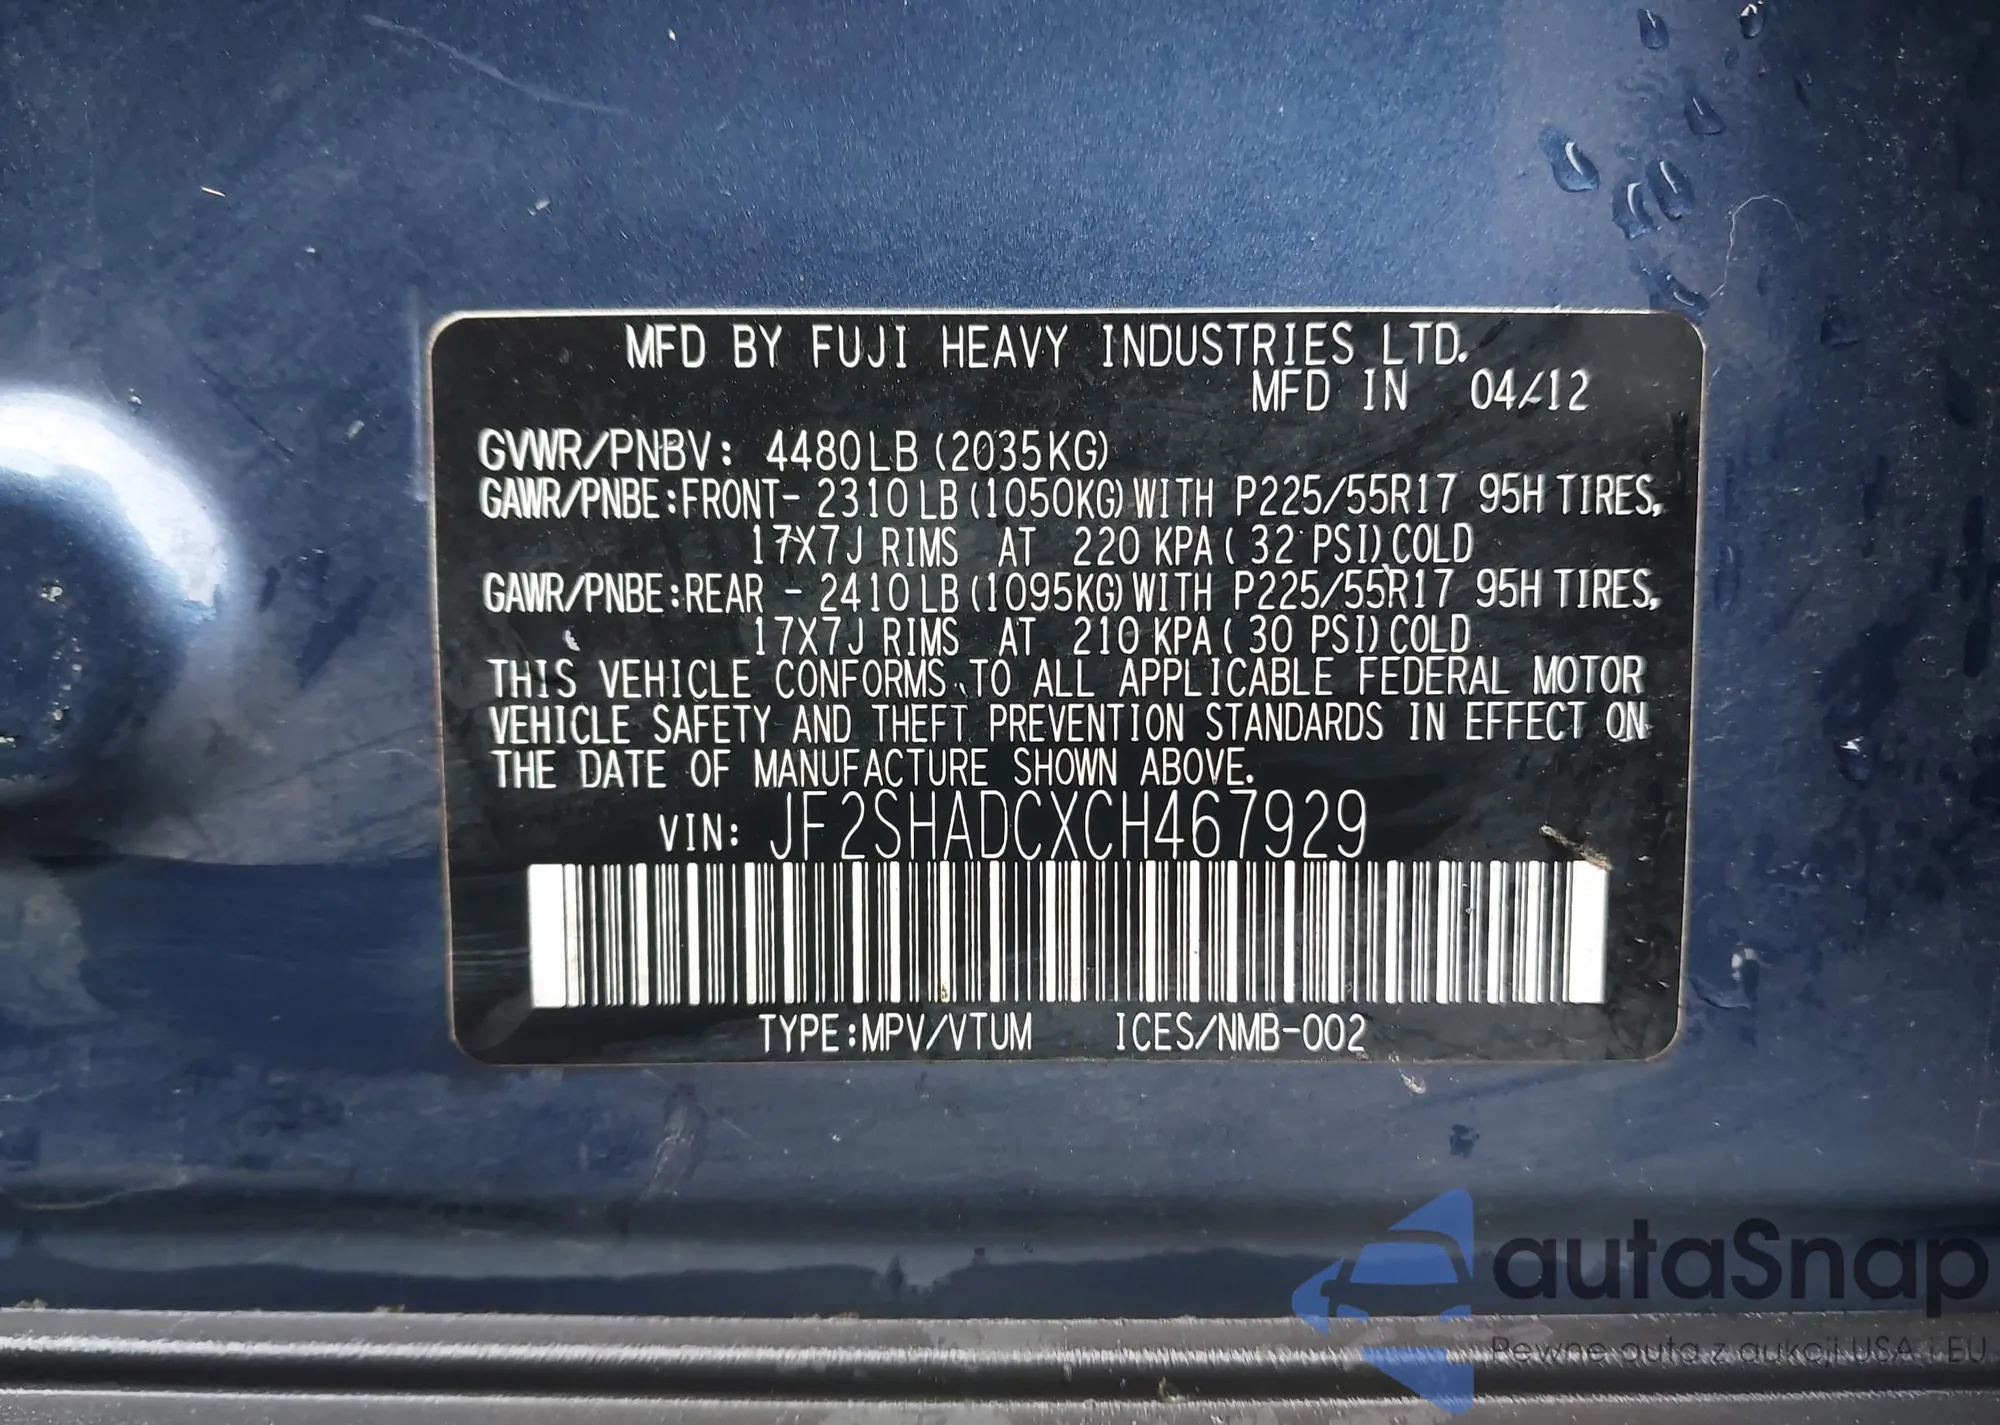 MFD BY FUJI HEAVY INDUSTRIES LTD.
MFD IN 04/12
GVWR/PNBV: 4480LB (2035KG)
GAWR/PNBE:FRONT- 2310LB (1050KG) WITH P225/55R17 95H TIRES,
17X7J RIMS AT 220 KPA ( 32 PSI) COLD
GAWR/PNBE:REAR - 2410LB (1095KG) WITH P225/55R17 95H TIRES,
17X7J RIMS AT 210 KPA ( 30 PSI) COLD
THIS VEHICLE CONFORMS TO ALL APPLICABLE FEDERAL MOTOR
VEHICLE SAFETY AND THEFT PREVENTION STANDARDS IN EFFECT ON
THE DATE OF MANUFACTURE SHOWN ABOVE.
VIN: JF2SHADCXCH467929
TYPE:MPV/VTUM ICES/NMB-002
autaSnap
Pewne auta z aukcji USA i EU